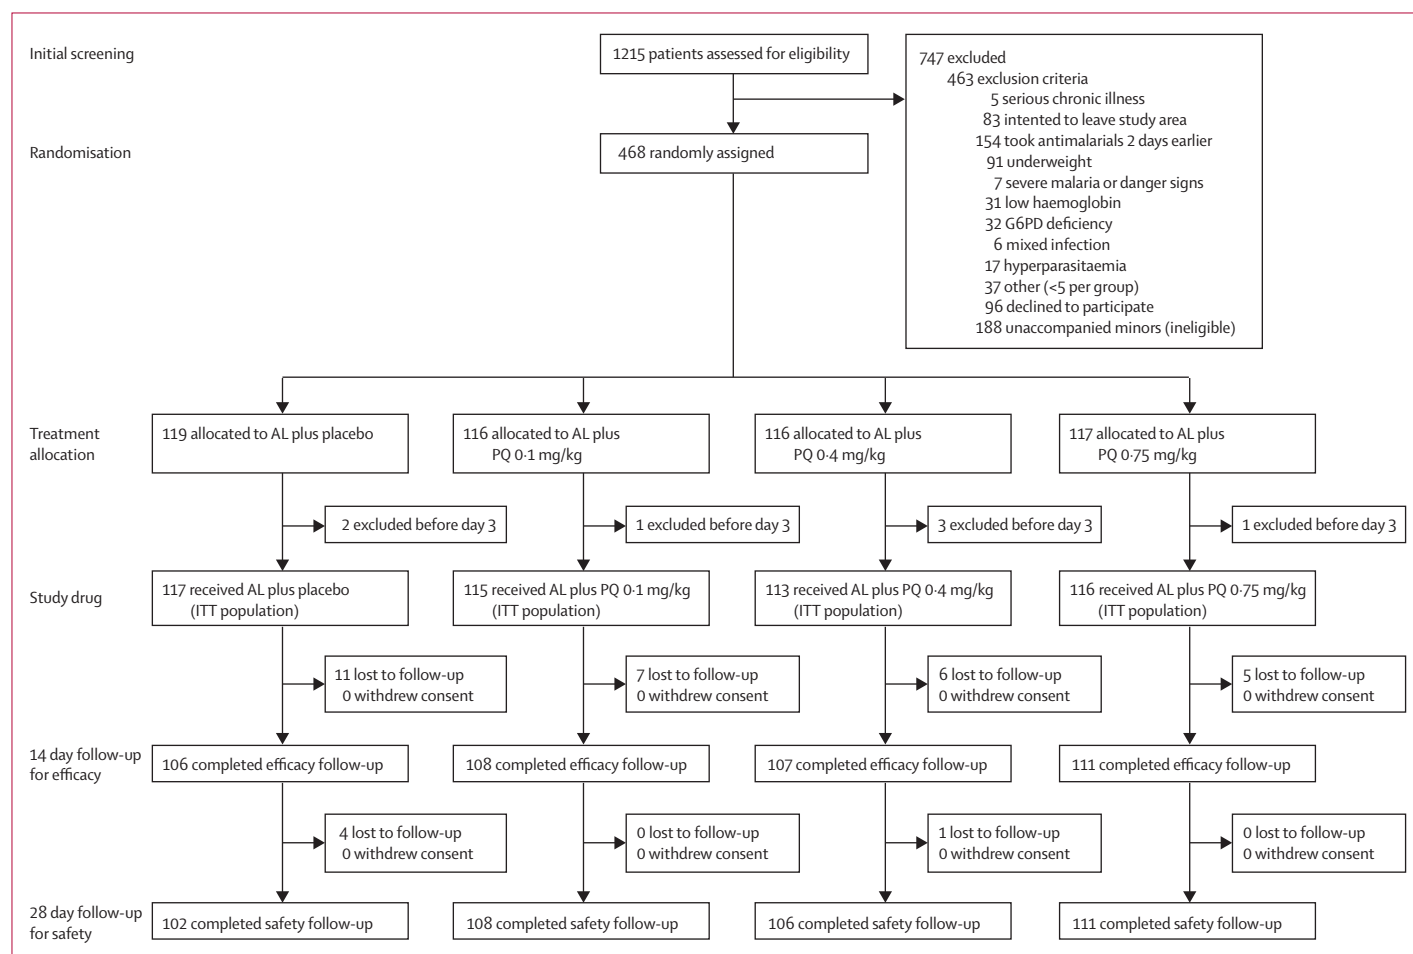 Initial screening
1215 patients assessed for eligibility
747 excluded
463 exclusion criteria
5 serious chronic illness
83 intented to leave study area
154 took antimalarials 2 days earlier
91 underweight
7 severe malaria or danger signs
31 low haemoglobin
32 G6PD deficiency
6 mixed infection
17 hyperparasitaemia
37 other (<5 per group)
96 declined to participate
188 unaccompanied minors (ineligible)
Randomisation
468 randomly assigned
Treatment
allocation
119 allocated to AL plus placebo
116 allocated to AL plus
PQ 0·1 mg/kg
116 allocated to AL plus
PQ 0·4 mg/kg
117 allocated to AL plus
PQ 0·75 mg/kg
2 excluded before day 3
1 excluded before day 3
3 excluded before day 3
1 excluded before day 3
Study drug
117 received AL plus placebo
(ITT population)
115 received AL plus PQ 0·1 mg/kg
(ITT population)
113 received AL plus PQ 0·4 mg/kg
(ITT population)
116 received AL plus PQ 0·75 mg/kg
(ITT population)
11 lost to follow-up
0 withdrew consent
7 lost to follow-up
0 withdrew consent
6 lost to follow-up
0 withdrew consent
5 lost to follow-up
0 withdrew consent
14 day follow-up
for efficacy
106 completed efficacy follow-up
108 completed efficacy follow-up
107 completed efficacy follow-up
111 completed efficacy follow-up
4 lost to follow-up
0 withdrew consent
0 lost to follow-up
0 withdrew consent
1 lost to follow-up
0 withdrew consent
0 lost to follow-up
0 withdrew consent
28 day follow-up
for safety
102 completed safety follow-up
108 completed safety follow-up
106 completed safety follow-up
111 completed safety follow-up